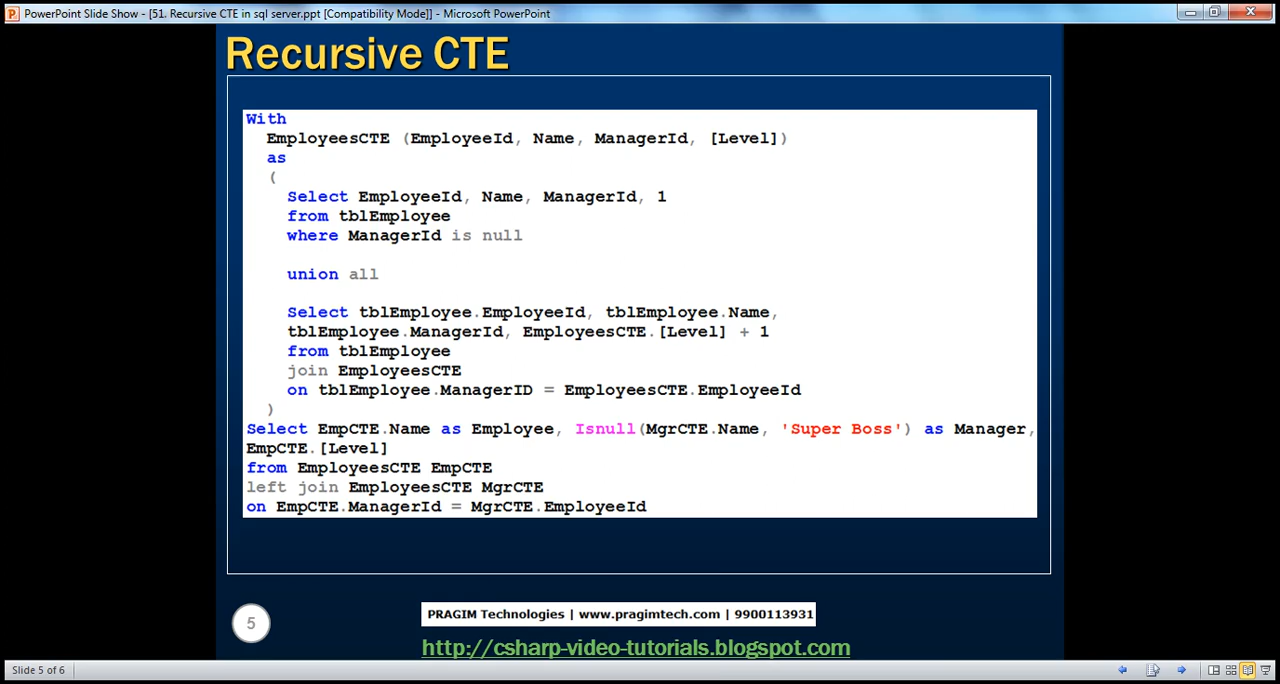 PowerPoint Slide Show - [51. Recursive CTE in sql server.ppt [Compatibility Mode]] - Microsoft PowerPoint
Recursive CTE
With
EmployeesCTE (EmployeeId, Name, ManagerId, [Level])
as
(
Select EmployeeId, Name, ManagerId, 1
from tblEmployee
where ManagerId is null
union all
Select tblEmployee.EmployeeId, tblEmployee.Name,
tblEmployee.ManagerId, EmployeesCTE.[Level] + 1
from tblEmployee
join EmployeesCTE
on tblEmployee.ManagerID = EmployeesCTE.EmployeeId
)
Select EmpCTE.Name as Employee, Isnull(MgrCTE.Name, 'Super Boss') as Manager,
EmpCTE.[Level]
from EmployeesCTE EmpCTE
left join EmployeesCTE MgrCTE
on EmpCTE.ManagerId = MgrCTE.EmployeeId
5
PRAGIM Technologies | www.pragimtech.com | 9900113931
http://csharp-video-tutorials.blogspot.com
Slide 5 of 6